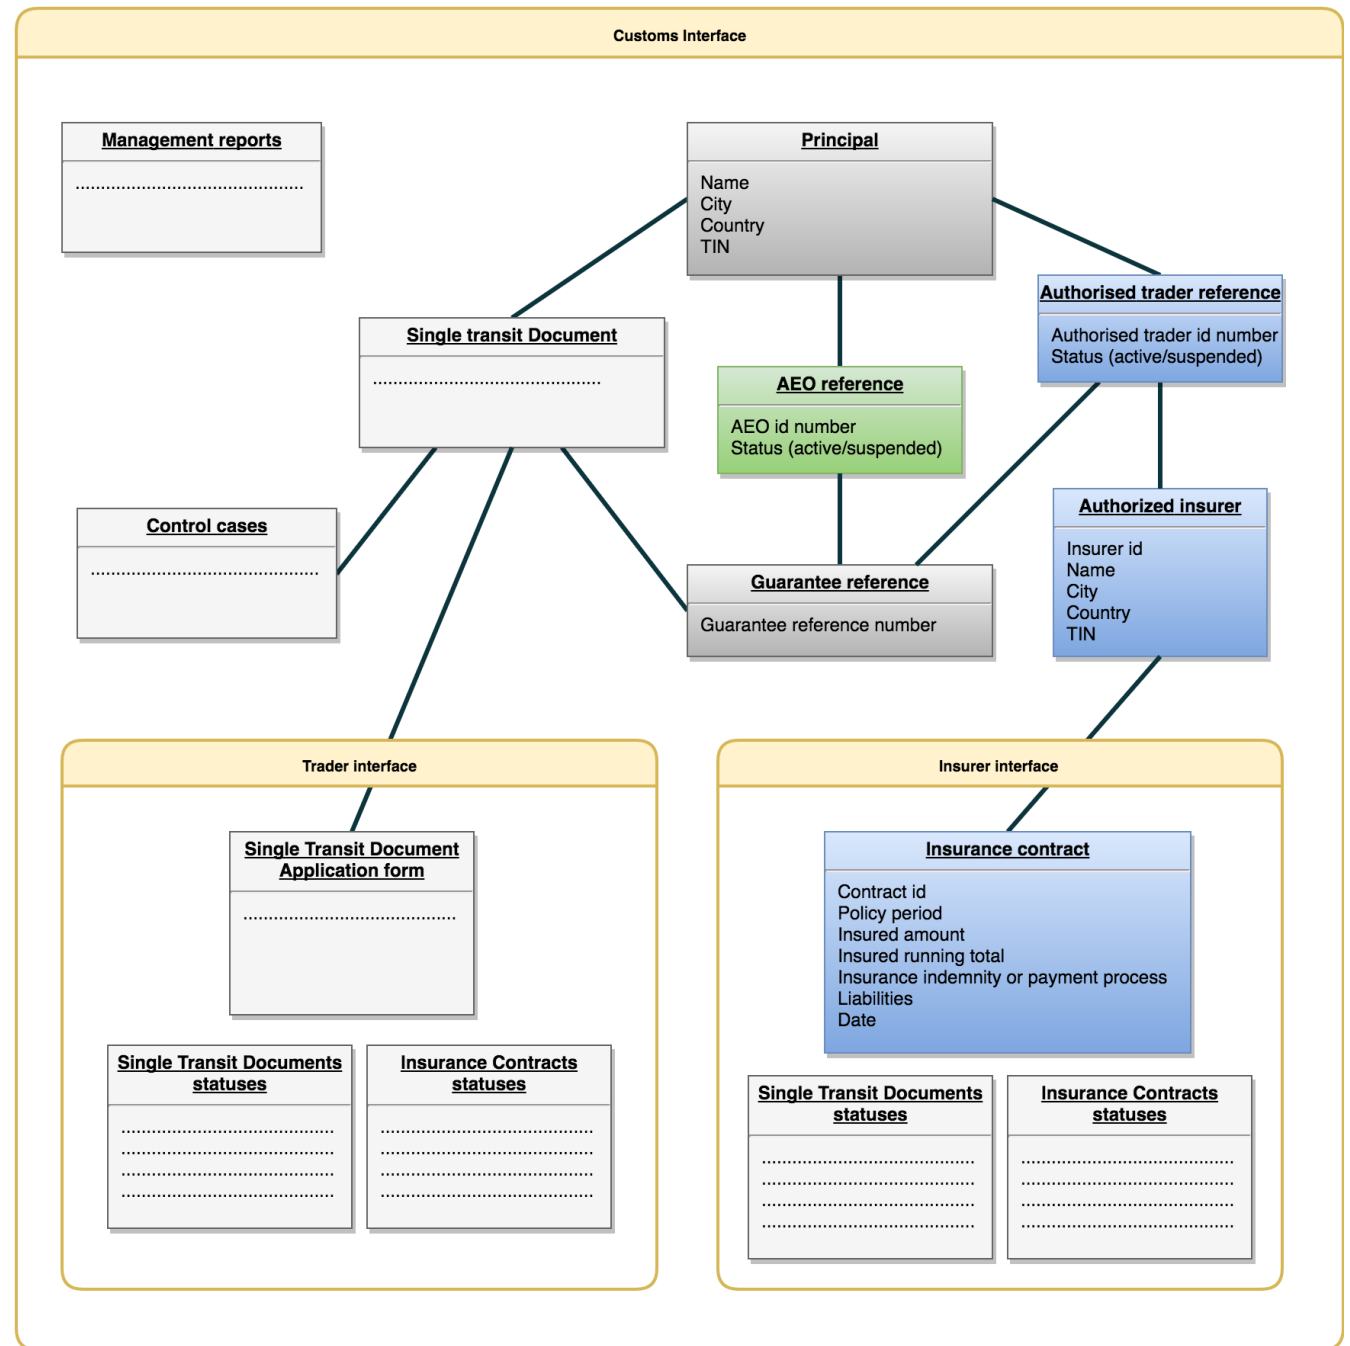 Customs Interface
Management reports
.............................................
Principal
Name
City
Country
TIN
Authorised trader reference
Authorised trader id number
Status (active/suspended)
Single transit Document
.............................................
AEO reference
AEO id number
Status (active/suspended)
Authorized insurer
Insurer id
Name
City
Country
TIN
Control cases
.............................................
Guarantee reference
Guarantee reference number
Trader interface
Single Transit Document
Application form
..........................................
Single Transit Documents
statuses
..........................................
..........................................
..........................................
..........................................
Insurance Contracts
statuses
..........................................
..........................................
..........................................
..........................................
Insurer interface
Insurance contract
Contract id
Policy period
Insured amount
Insured running total
Insurance indemnity or payment process
Liabilities
Date
Single Transit Documents
statuses
..........................................
..........................................
..........................................
..........................................
Insurance Contracts
statuses
..........................................
..........................................
..........................................
..........................................